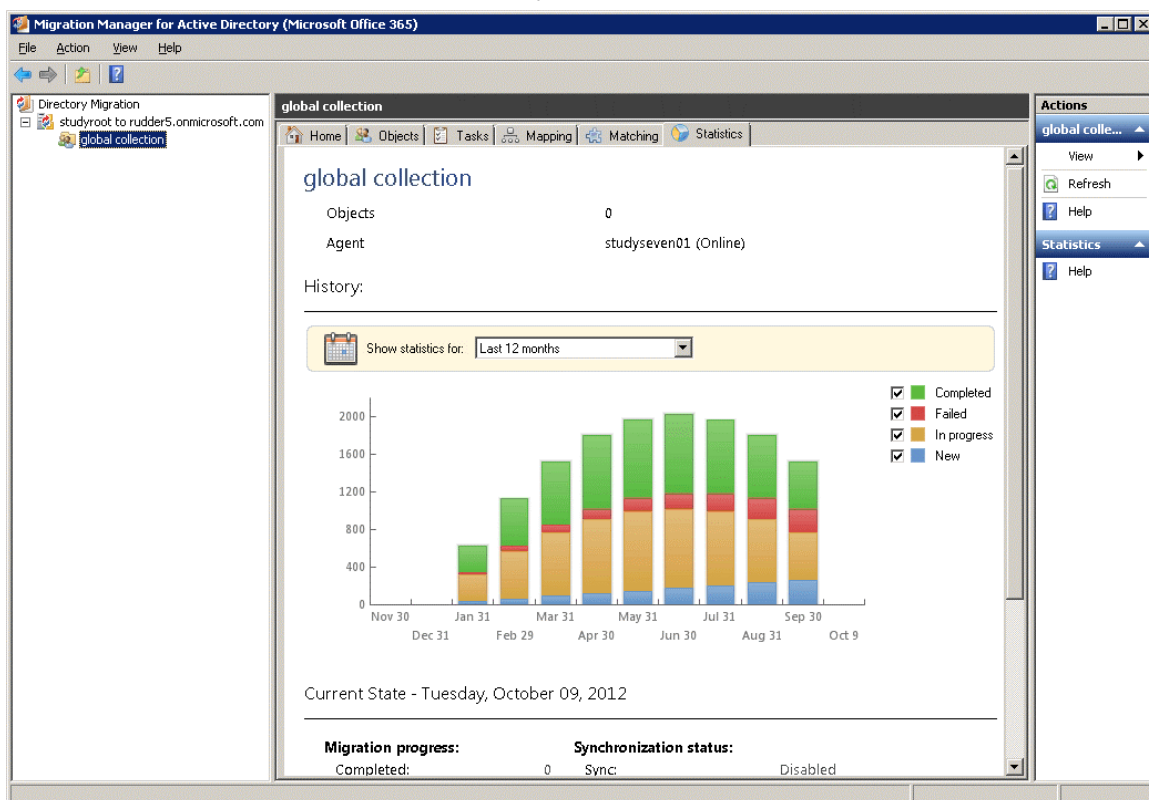 Migration Manager for Active Directory (Microsoft Office 365)
File Action View Help
Directory Migration
studyroot to rudder5.onmicrosoft.com
global collection
global collection
Home Objects Tasks Mapping Matching Statistics
global collection
Objects 0
Agent studyseven01 (Online)
History:
Show statistics for: Last 12 months
Completed
Failed
In progress
New
2000
1600
1200
800
400
0
Nov 30 Jan 31 Mar 31 May 31 Jul 31 Sep 30
Dec 31 Feb 29 Apr 30 Jun 30 Aug 31 Oct 9
Current State - Tuesday, October 09, 2012
Migration progress: Synchronization status:
Completed: 0 Sync: Disabled
Actions
global colle...
View
Refresh
Help
Statistics
Help